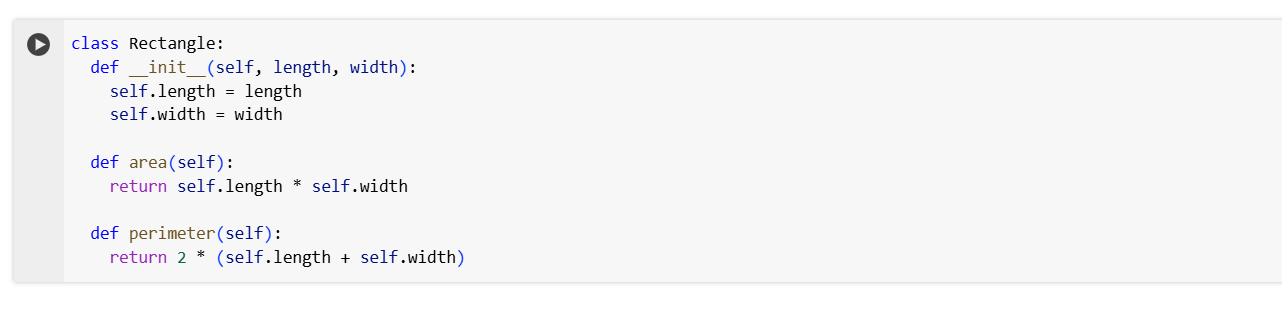 class Rectangle:
  def __init__(self, length, width):
    self.length = length
    self.width = width

  def area(self):
    return self.length * self.width

  def perimeter(self):
    return 2 * (self.length + self.width)